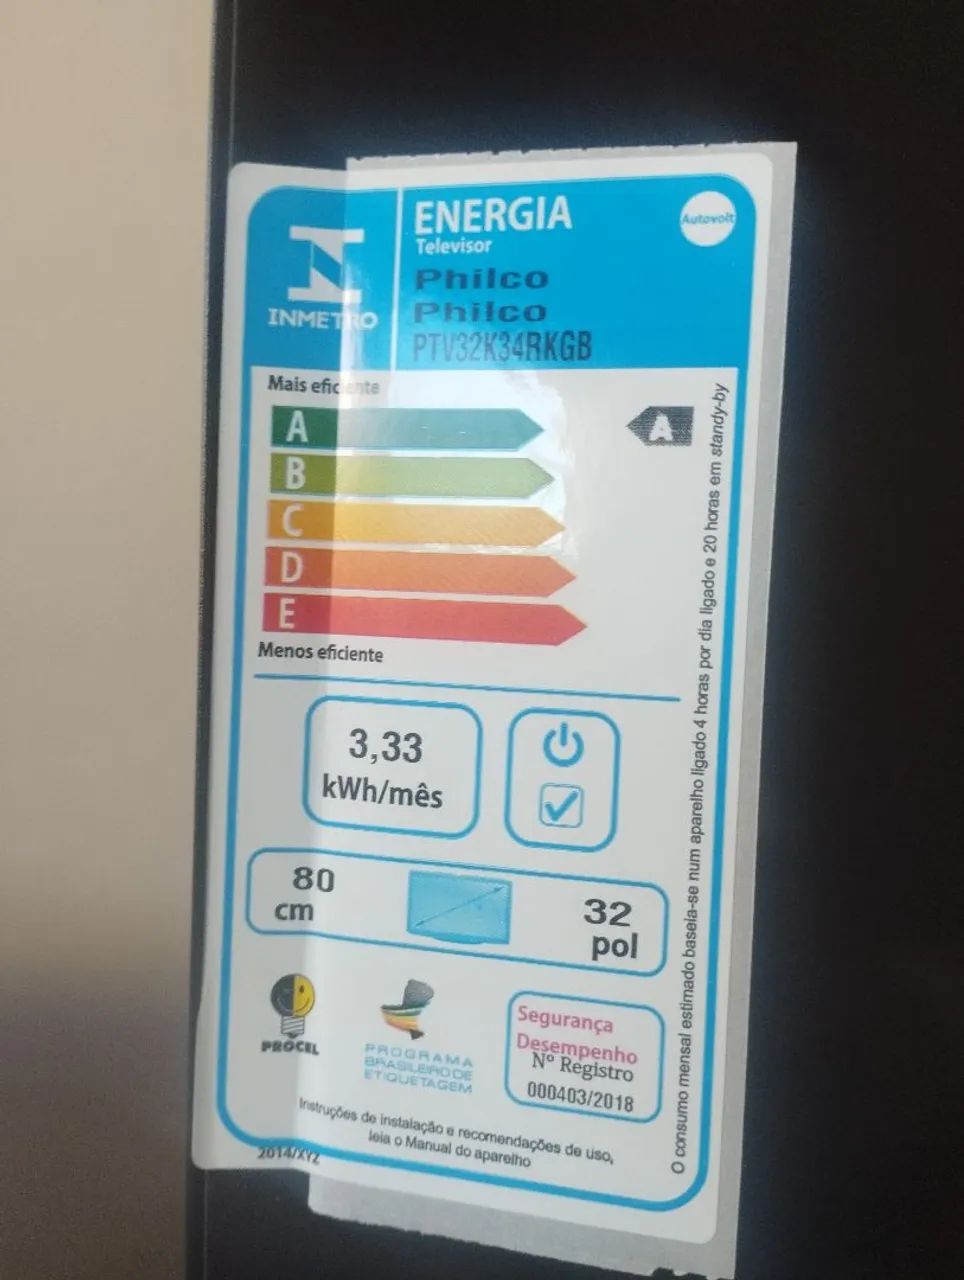 INMETRO
ENERGIA
Televisor
Autovolt
Philco
Philco
PTV32K34RKGB
Mais eficiente
A
A
B
C
D
E
Menos eficiente
3,33
kWh/mês
80
cm
32
pol
PROCEL
PROGRAMA
BRASILEIRO DE
ETIQUETAGEM
Segurança
Desempenho
Nº Registro
000403/2018
Instruções de instalação e recomendações de uso,
leia o Manual do aparelho
2014/XYZ
O consumo mensal estimado baseia-se num aparelho ligado 4 horas por dia ligado e 20 horas em standy-by